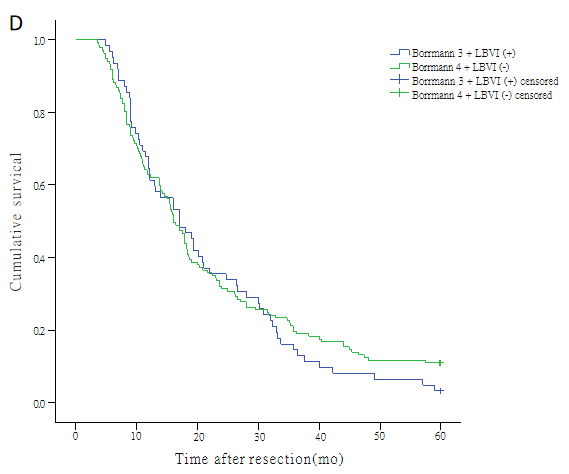 D
Borrmann 3 + LBVI (+)
Borrmann 4 + LBVI (-)
Borrmann 3 + LBVI (+) censored
Borrmann 4 + LBVI (-) censored
Cumulative survical
1.0
0.8
0.6
0.4
0.2
0.0
0 10 20 30 40 50 60
Time after resection(mo)